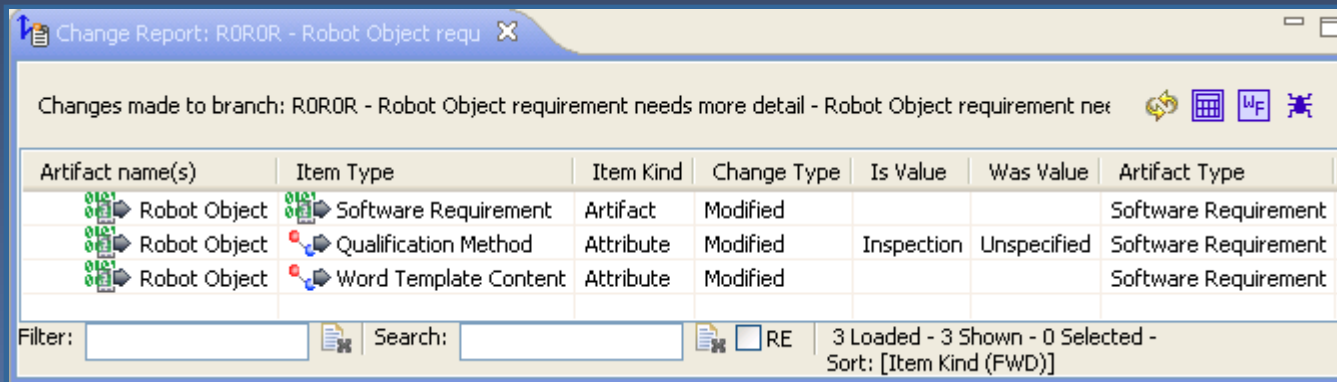 Change Report: R0R0R - Robot Object requ
Changes made to branch: R0R0R - Robot Object requirement needs more detail - Robot Object requirement nee
WF
Artifact name(s) Item Type Item Kind Change Type Is Value Was Value Artifact Type
Robot Object Software Requirement Artifact Modified Software Requirement
Robot Object Qualification Method Attribute Modified Inspection Unspecified Software Requirement
Robot Object Word Template Content Attribute Modified Software Requirement
Filter: Search: RE 3 Loaded - 3 Shown - 0 Selected -
Sort: [Item Kind (FWD)]